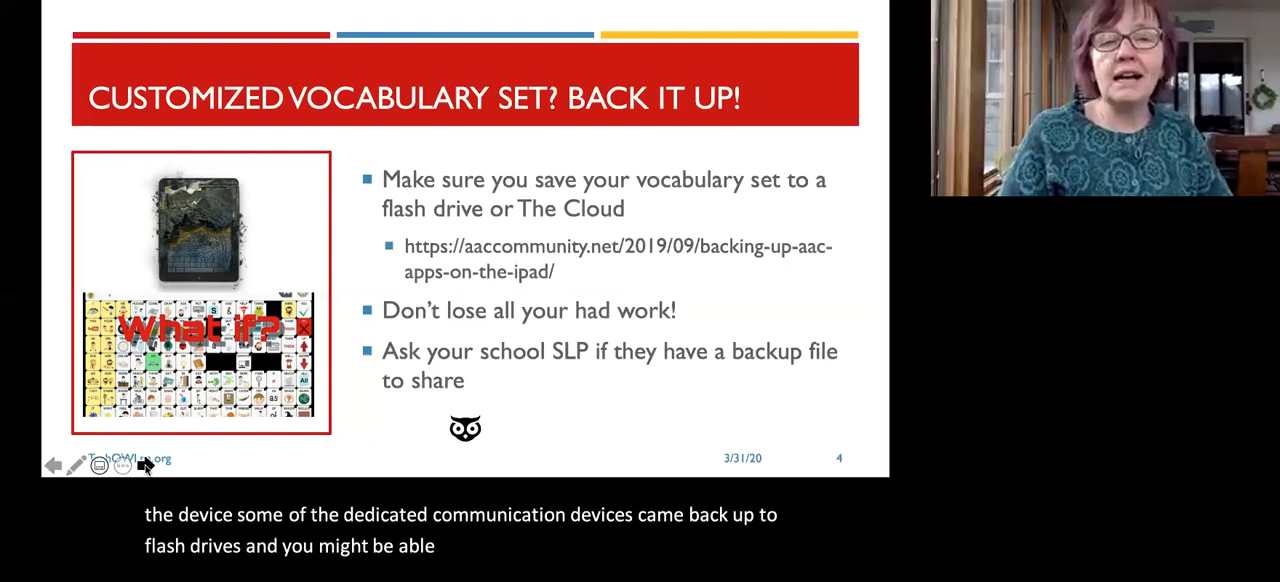 CUSTOMIZED VOCABULARY SET? BACK IT UP!
What if?
Make sure you save your vocabulary set to a
flash drive or The Cloud
https://aaccommunity.net/2019/09/backing-up-aac-
apps-on-the-ipad/
Don't lose all your had work!
Ask your school SLP if they have a backup file
to share
3/31/20
4
the device some of the dedicated communication devices came back up to
flash drives and you might be able